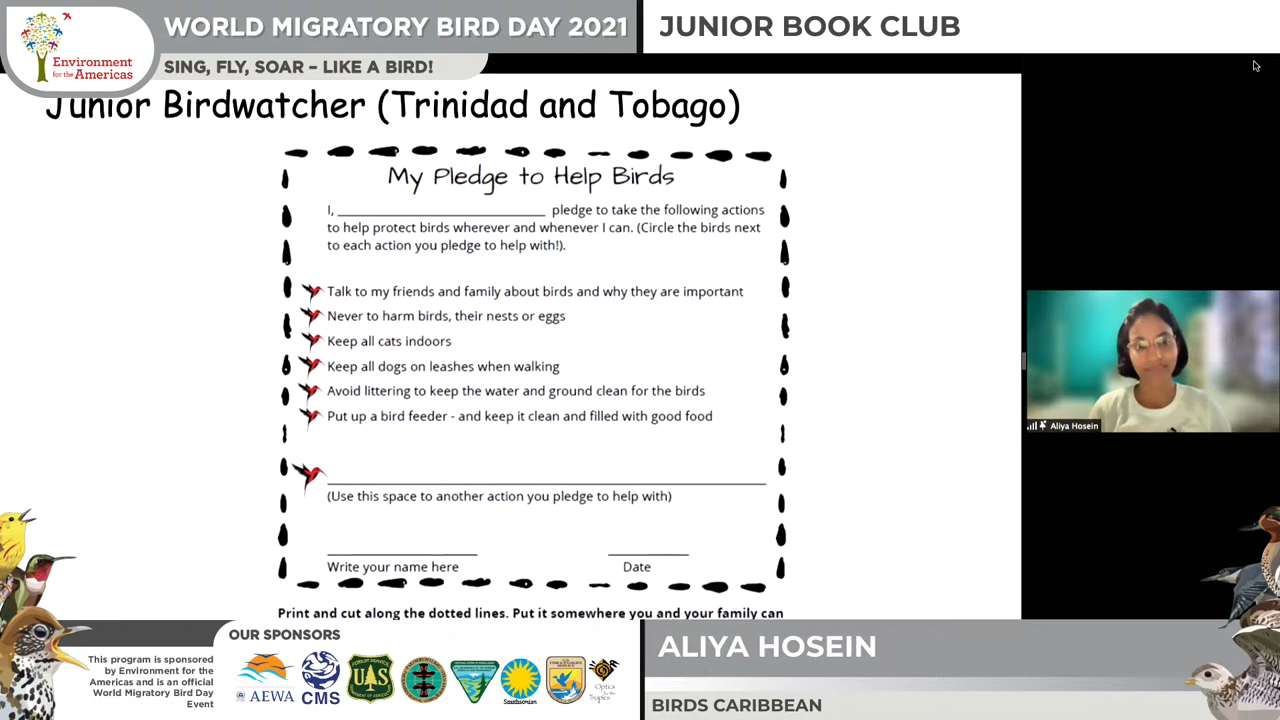 WORLD MIGRATORY BIRD DAY 2021
JUNIOR BOOK CLUB
Environment
for the
Americas
SING, FLY, SOAR – LIKE A BIRD!
Junior Birdwatcher (Trinidad and Tobago)
My Pledge to Help Birds
I, ______________________________ pledge to take the following actions
to help protect birds wherever and whenever I can. (Circle the birds next
to each action you pledge to help with!).
Talk to my friends and family about birds and why they are important
Never to harm birds, their nests or eggs
Keep all cats indoors
Keep all dogs on leashes when walking
Avoid littering to keep the water and ground clean for the birds
Put up a bird feeder - and keep it clean and filled with good food
(Use this space to another action you pledge to help with)
Write your name here
Date
Print and cut along the dotted lines. Put it somewhere you and your family can
Aliya Hosein
This program is sponsored
by Environment for the
Americas and is an official
World Migratory Bird Day
Event
OUR SPONSORS
AEWA
CMS
UAS
Smithsonian
Optics
for the
Tropics
ALIYA HOSEIN
BIRDS CARIBBEAN